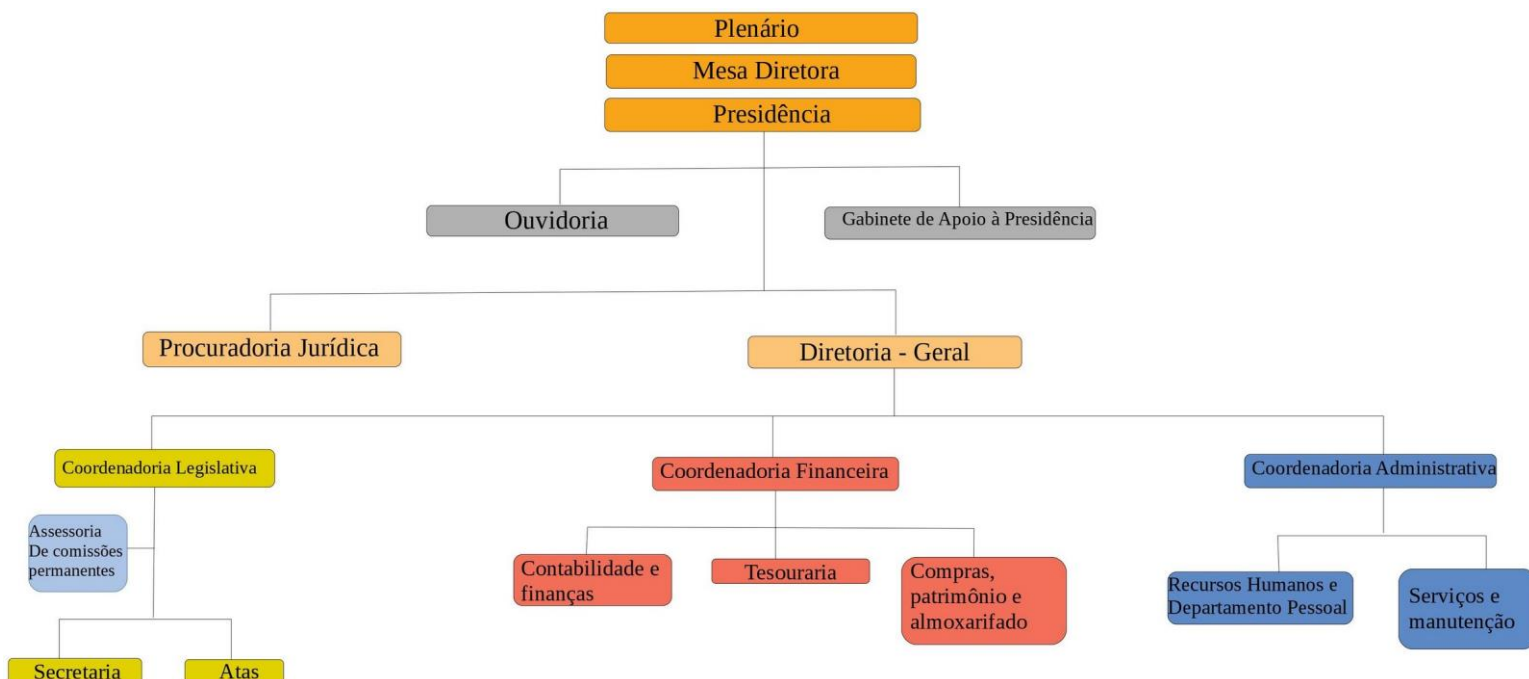 Plenário
Mesa Diretora
Presidência
Ouvidoria
Gabinete de Apoio à Presidência
Procuradoria Jurídica
Diretoria - Geral
Coordenadoria Legislativa
Coordenadoria Financeira
Coordenadoria Administrativa
Assessoria
De comissões
permanentes
Contabilidade e
finanças
Tesouraria
Compras,
patrimônio e
almoxarifado
Recursos Humanos e
Departamento Pessoal
Serviços e
manutenção
Secretaria
Atas